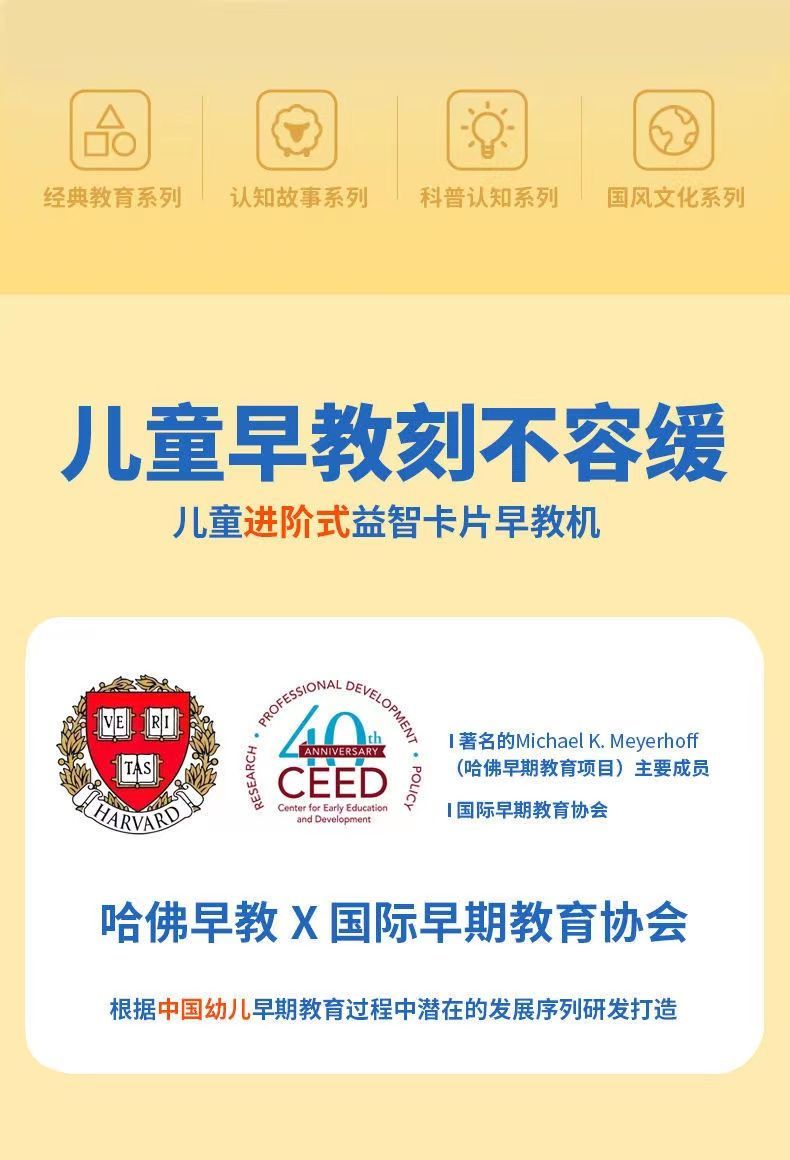 经典教育系列
认知故事系列
科普认知系列
国风文化系列
儿童早教刻不容缓
儿童进阶式益智卡片早教机
VE RI
TAS
HARVARD
RESEARCH • PROFESSIONAL DEVELOPMENT • POLICY
40th
ANNIVERSARY
CEED
Center for Early Education
and Development
著名的Michael K. Meyerhoff
（哈佛早期教育项目）主要成员
国际早期教育协会
哈佛早教 X 国际早期教育协会
根据中国幼儿早期教育过程中潜在的发展序列研发打造